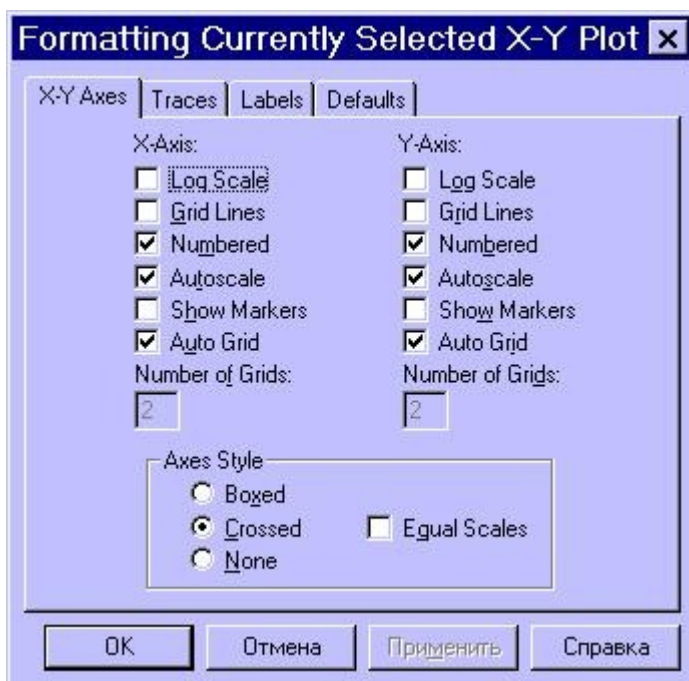 Formatting Currently Selected X-Y Plot
X-Y Axes Traces Labels Defaults
X-Axis: Y-Axis:
Log Scale Log Scale
Grid Lines Grid Lines
Numbered Numbered
Autoscale Autoscale
Show Markers Show Markers
Auto Grid Auto Grid
Number of Grids: Number of Grids:
2 2
Axes Style
Boxed
Crossed Equal Scales
None
OK Отмена Применить Справка